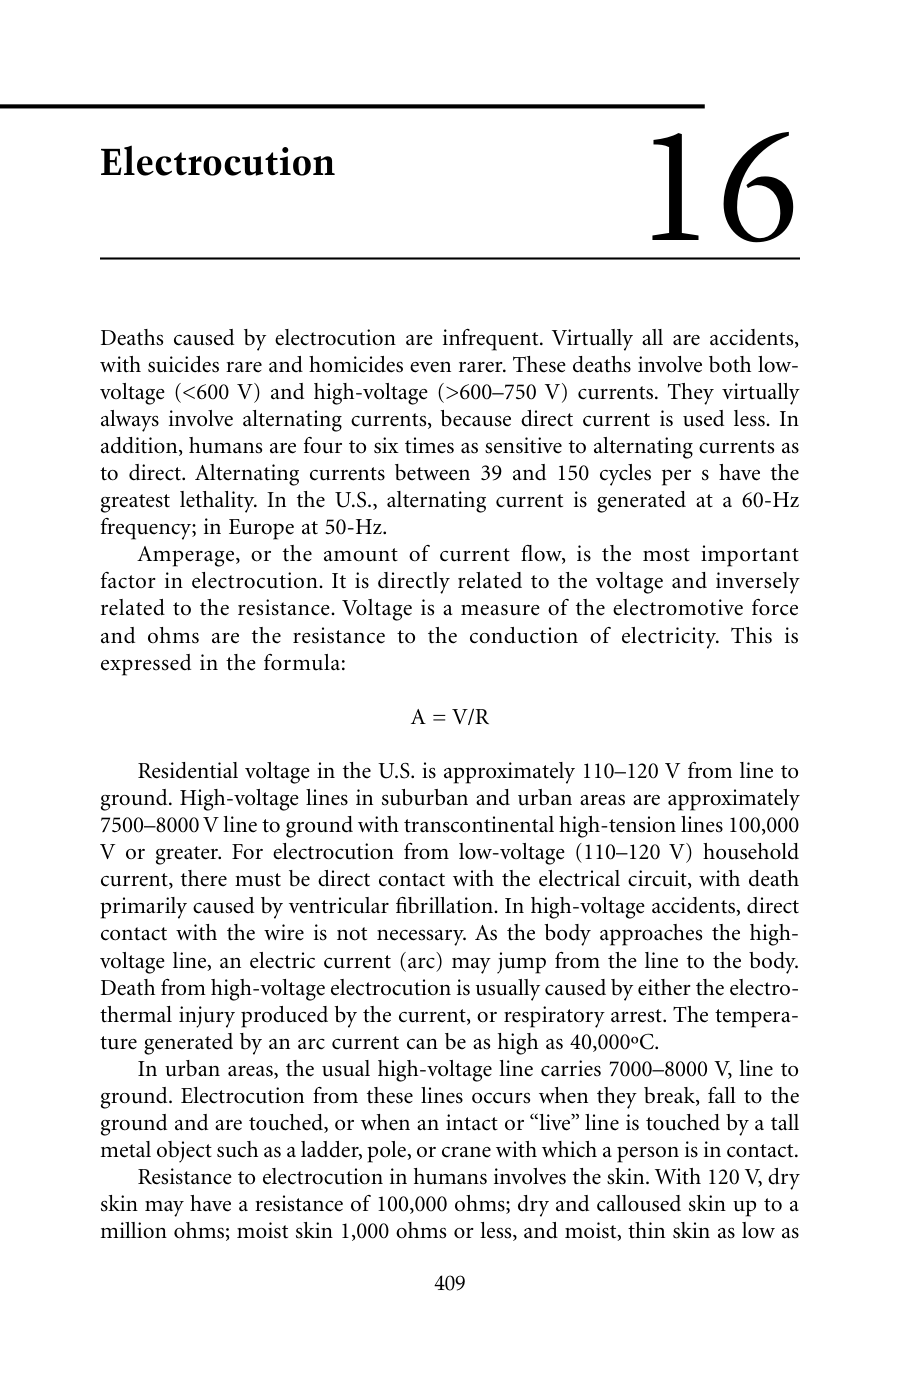 Electrocution
16
Deaths caused by electrocution are infrequent. Virtually all are accidents,
with suicides rare and homicides even rarer. These deaths involve both low-
voltage (<600 V) and high-voltage (>600–750 V) currents. They virtually
always involve alternating currents, because direct current is used less. In
addition, humans are four to six times as sensitive to alternating currents as
to direct. Alternating currents between 39 and 150 cycles per s have the
greatest lethality. In the U.S., alternating current is generated at a 60-Hz
frequency; in Europe at 50-Hz.
Amperage, or the amount of current flow, is the most important
factor in electrocution. It is directly related to the voltage and inversely
related to the resistance. Voltage is a measure of the electromotive force
and ohms are the resistance to the conduction of electricity. This is
expressed in the formula:
A = V/R
Residential voltage in the U.S. is approximately 110–120 V from line to
ground. High-voltage lines in suburban and urban areas are approximately
7500–8000 V line to ground with transcontinental high-tension lines 100,000
V or greater. For electrocution from low-voltage (110–120 V) household
current, there must be direct contact with the electrical circuit, with death
primarily caused by ventricular fibrillation. In high-voltage accidents, direct
contact with the wire is not necessary. As the body approaches the high-
voltage line, an electric current (arc) may jump from the line to the body.
Death from high-voltage electrocution is usually caused by either the electro-
thermal injury produced by the current, or respiratory arrest. The tempera-
ture generated by an arc current can be as high as 40,000ºC.
In urban areas, the usual high-voltage line carries 7000–8000 V, line to
ground. Electrocution from these lines occurs when they break, fall to the
ground and are touched, or when an intact or “live” line is touched by a tall
metal object such as a ladder, pole, or crane with which a person is in contact.
Resistance to electrocution in humans involves the skin. With 120 V, dry
skin may have a resistance of 100,000 ohms; dry and calloused skin up to a
million ohms; moist skin 1,000 ohms or less, and moist, thin skin as low as
409